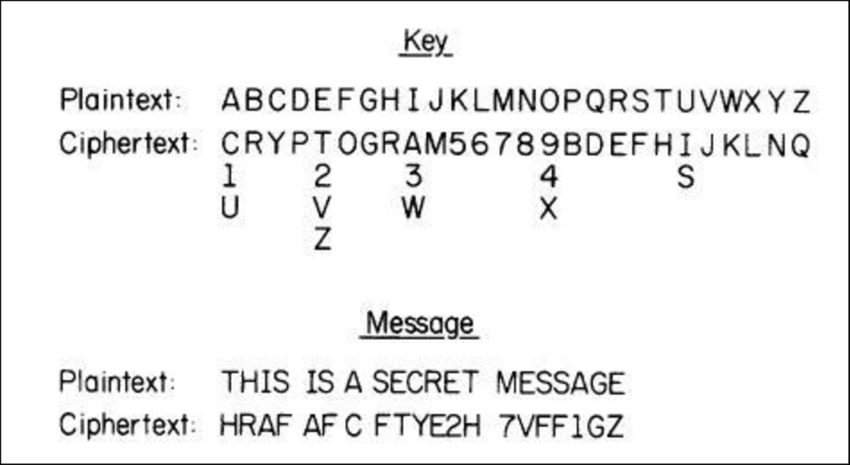 Key
Plaintext: ABCDEFGHIJKLMNOPQRSTUVWXYZ
Ciphertext: CRYPTOGRAM56789BDEFHIJKLNQ
1 2 3 4 S
U V W X
Z
Message
Plaintext: THIS IS A SECRET MESSAGE
Ciphertext: HRAF AF C FTYE2H 7VFF1GZ